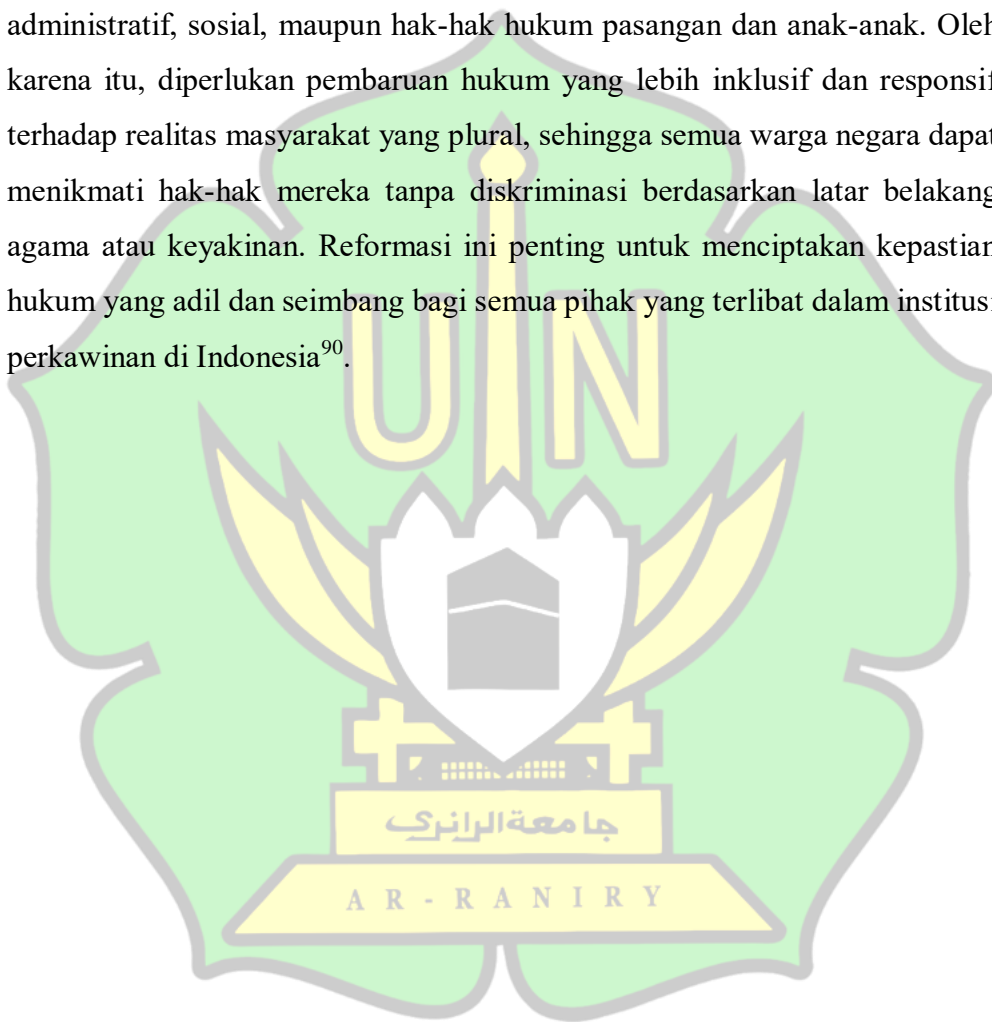 administratif, sosial, maupun hak-hak hukum pasangan dan anak-anak. Oleh
karena itu, diperlukan pembaruan hukum yang lebih inklusif dan responsif
terhadap realitas masyarakat yang plural, sehingga semua warga negara dapat
menikmati hak-hak mereka tanpa diskriminasi berdasarkan latar belakang
agama atau keyakinan. Reformasi ini penting untuk menciptakan kepastian
hukum yang adil dan seimbang bagi semua pihak yang terlibat dalam institusi
perkawinan di Indonesia⁹⁰.
UIN
جامعة الرانري
AR-RANIRY